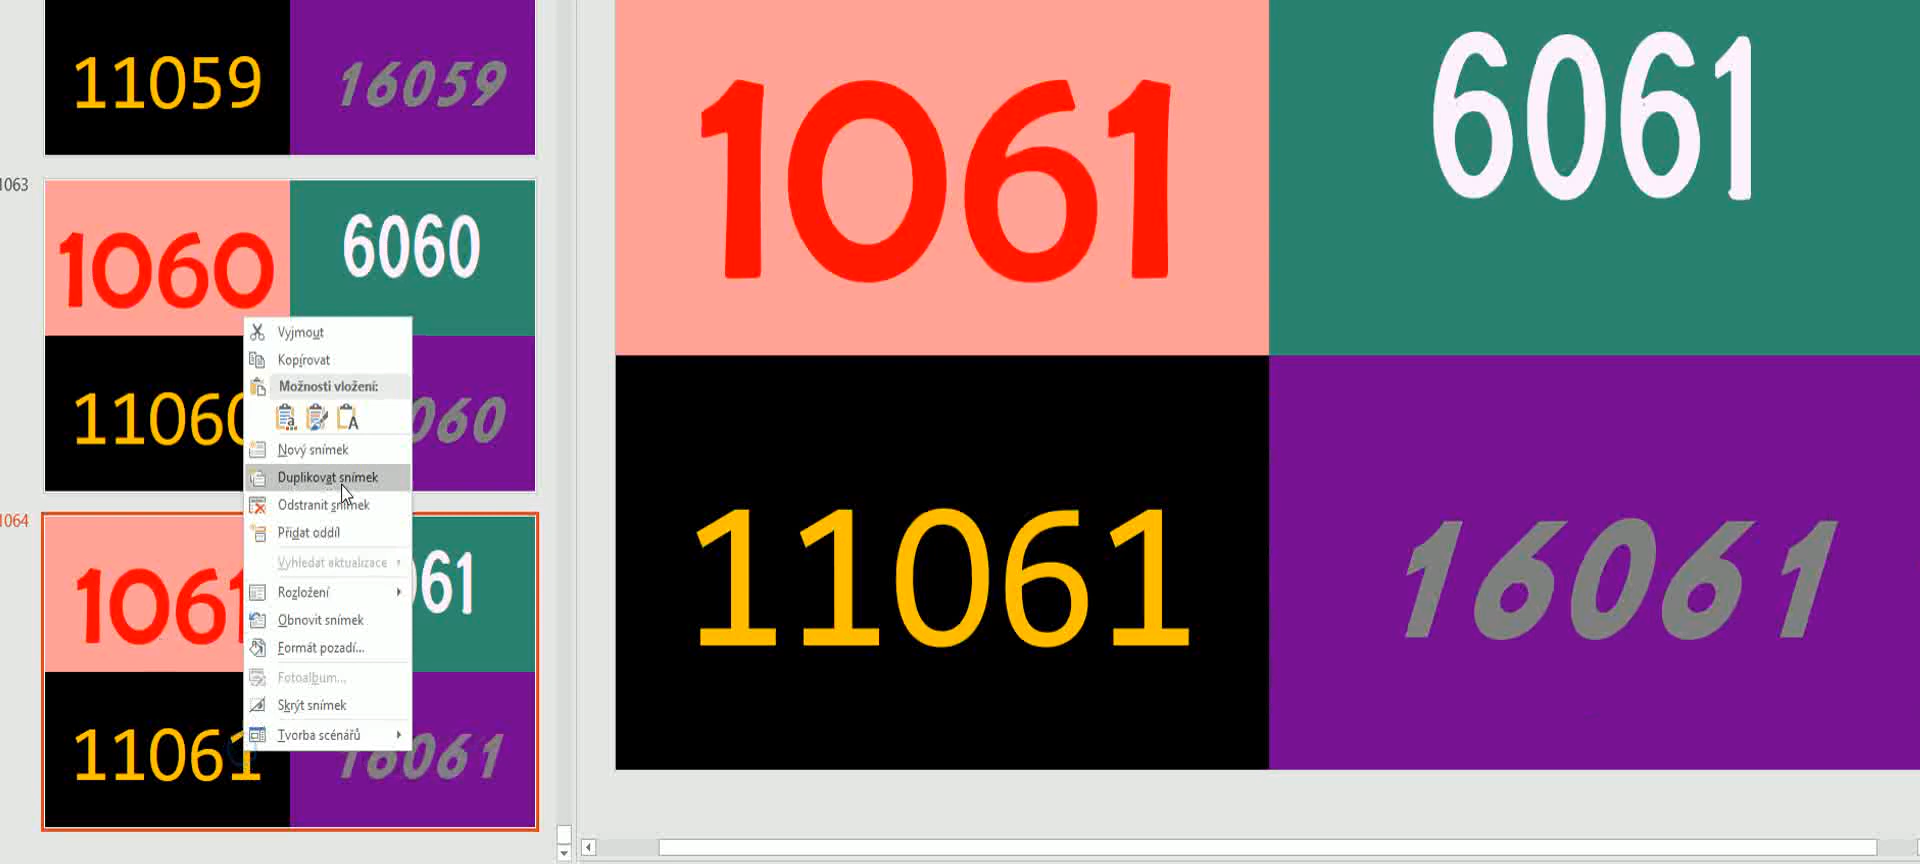 11059
16059
1063
1060
6060
11060
060
1064
1061
61
11061
16061
Vyjmout
Kopírovat
Možnosti vložení:
Nový snímek
Duplikovat snímek
Odstranit snímek
Přidat oddíl
Vyhledat aktualizace
Rozložení
Obnovit snímek
Formát pozadí...
Fotoalbum...
Skrýt snímek
Tvorba scénářů
1061
6061
11061
16061